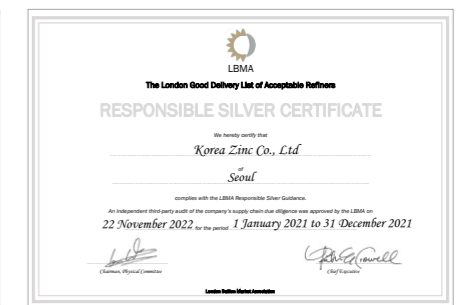 LBMA
The London Good Delivery List of Acceptable Refiners
RESPONSIBLE SILVER CERTIFICATE
We hereby certify that
Korea Zinc Co., Ltd
of
Seoul
complies with the LBMA Responsible Silver Guidance.
An independent third-party audit of the company's supply chain due diligence was approved by the LBMA on
22 November 2022 for the period 1 January 2021 to 31 December 2021
Chairman, Physical Committee Chief Executive
London Bullion Market Association